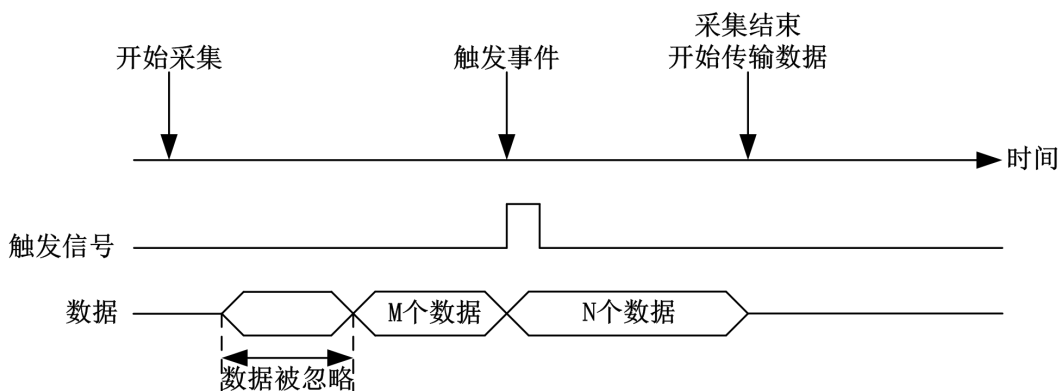 开始采集
触发事件
采集结束
开始传输数据
时间
触发信号
数据
M个数据
N个数据
数据被忽略